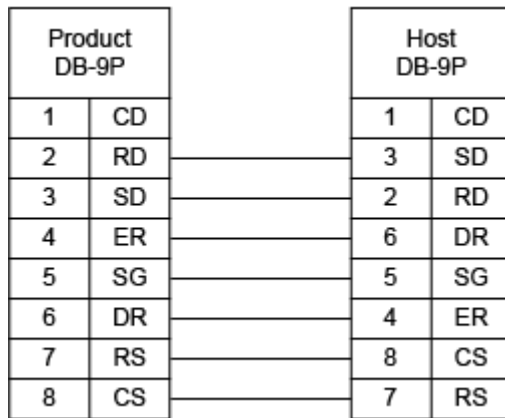 Product Host
DB-9P DB-9P
1 CD 1 CD
2 RD 3 SD
3 SD 2 RD
4 ER 6 DR
5 SG 5 SG
6 DR 4 ER
7 RS 8 CS
8 CS 7 RS